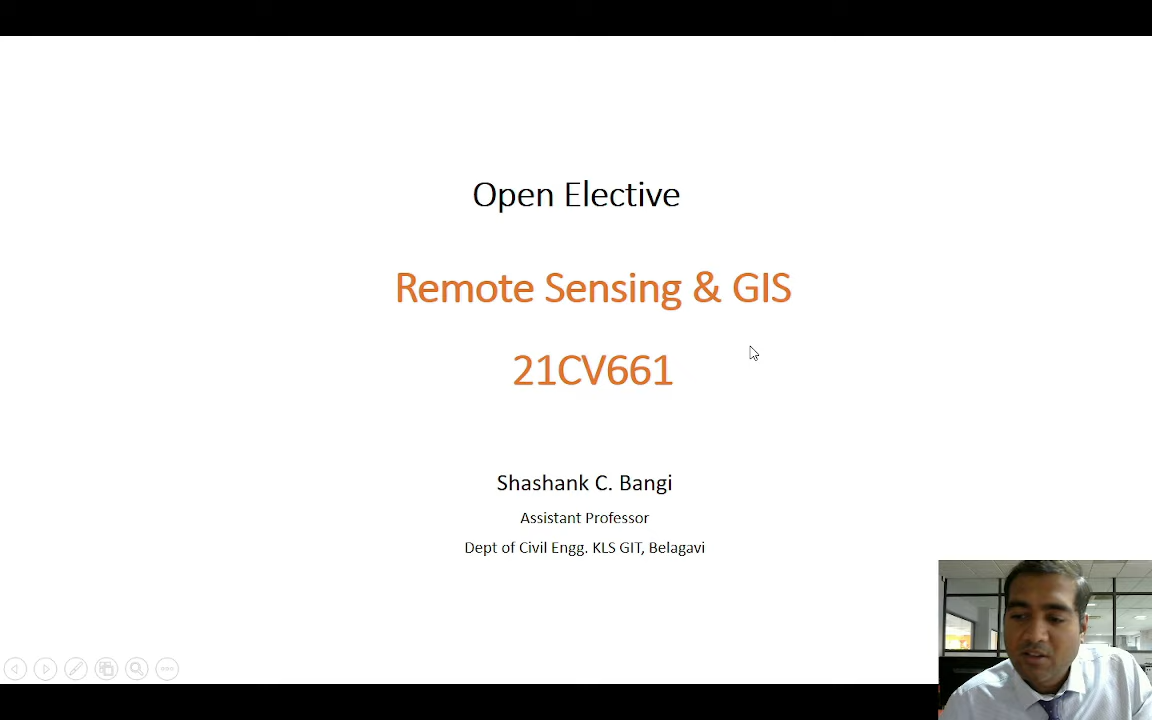 Open Elective
Remote Sensing & GIS
21CV661
Shashank C. Bangi
Assistant Professor
Dept of Civil Engg. KLS GIT, Belagavi